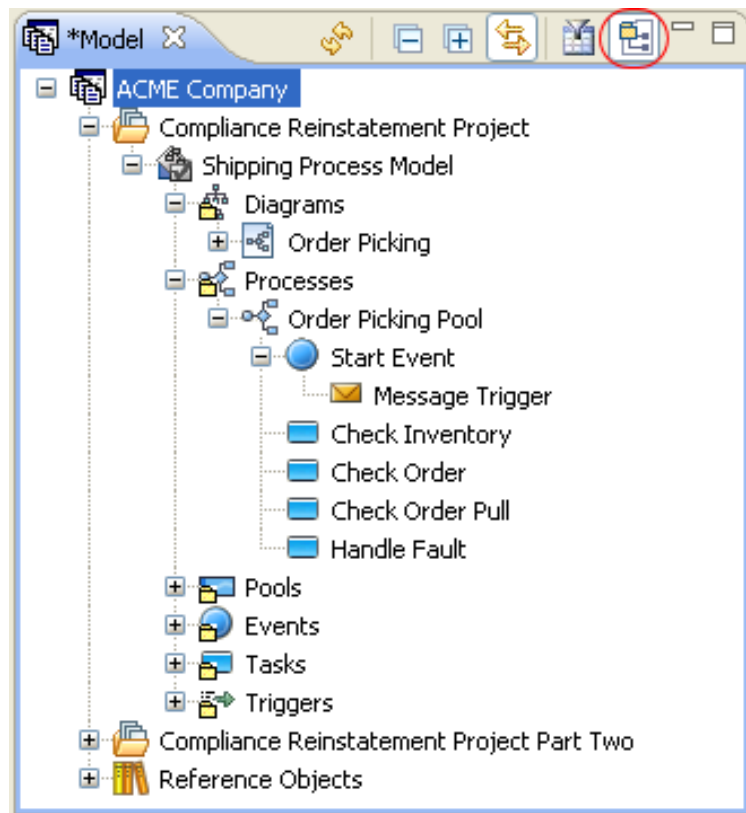 *Model
ACME Company
Compliance Reinstatement Project
Shipping Process Model
Diagrams
Order Picking
Processes
Order Picking Pool
Start Event
Message Trigger
Check Inventory
Check Order
Check Order Pull
Handle Fault
Pools
Events
Tasks
Triggers
Compliance Reinstatement Project Part Two
Reference Objects